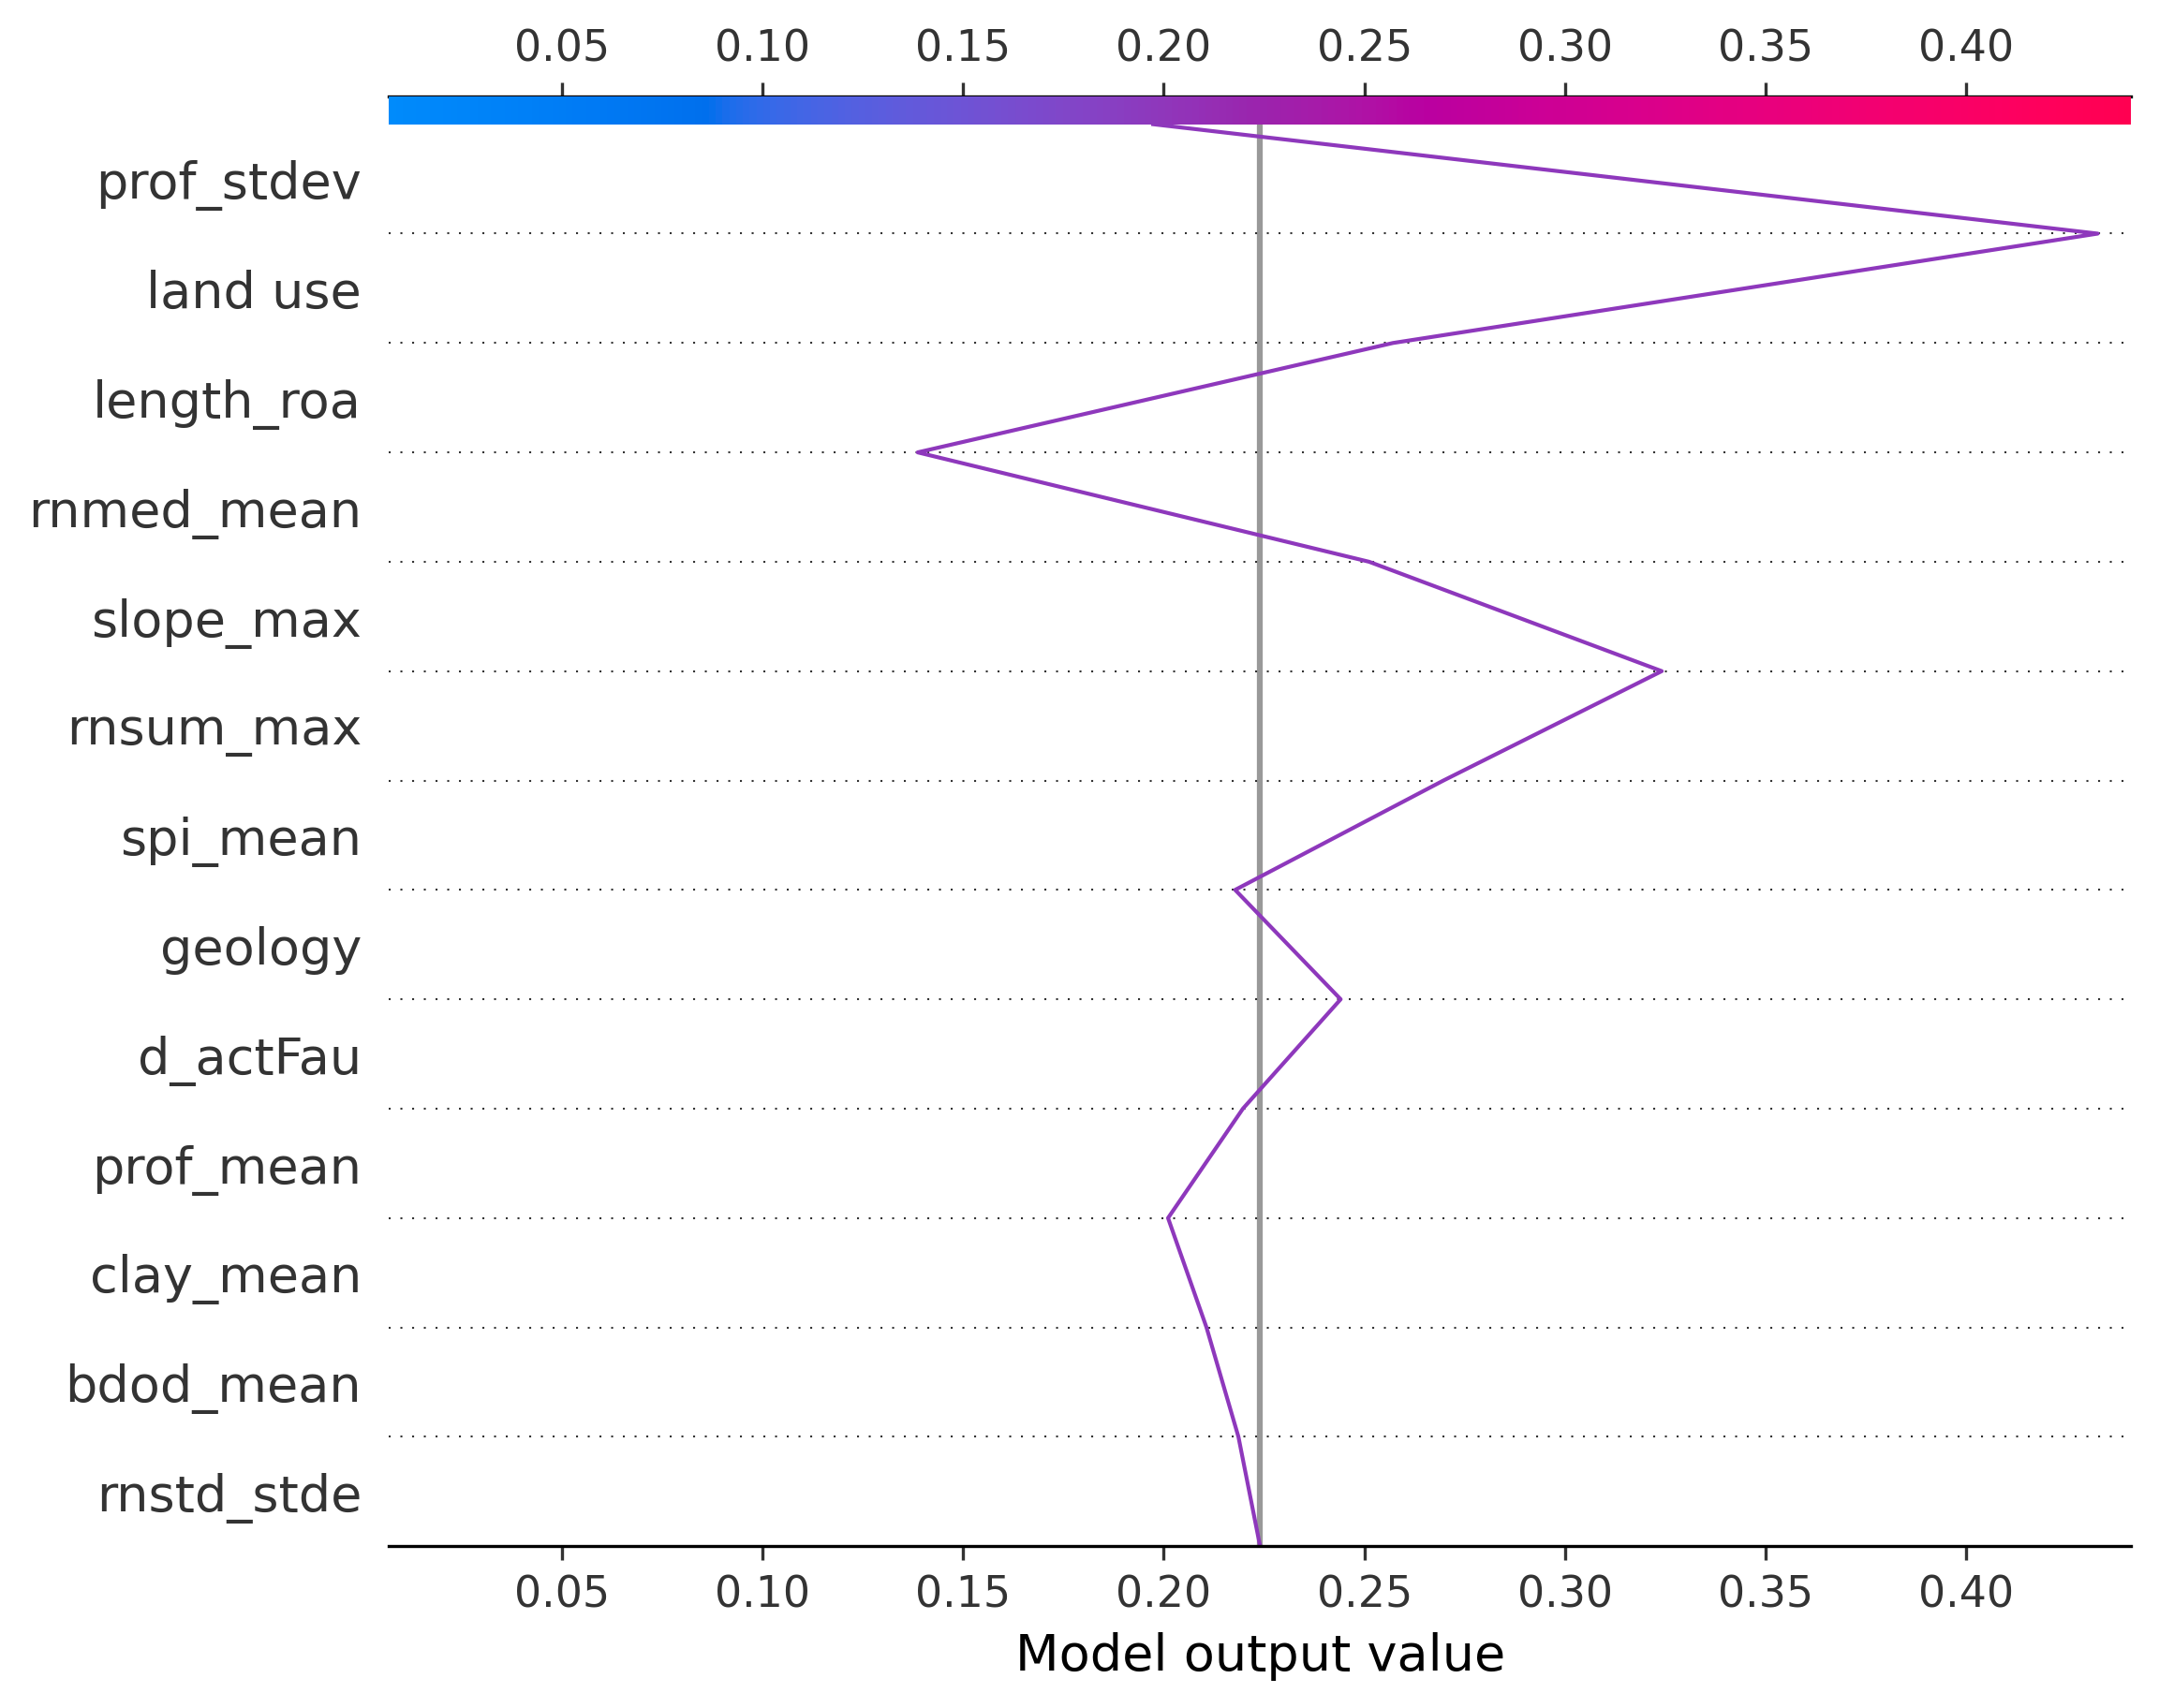 0.05 0.10 0.15 0.20 0.25 0.30 0.35 0.40
prof_stdev
land use
length_roa
rnmed_mean
slope_max
rnsum_max
spi_mean
geology
d_actFau
prof_mean
clay_mean
bdod_mean
rnstd_stde
0.05 0.10 0.15 0.20 0.25 0.30 0.35 0.40
Model output value